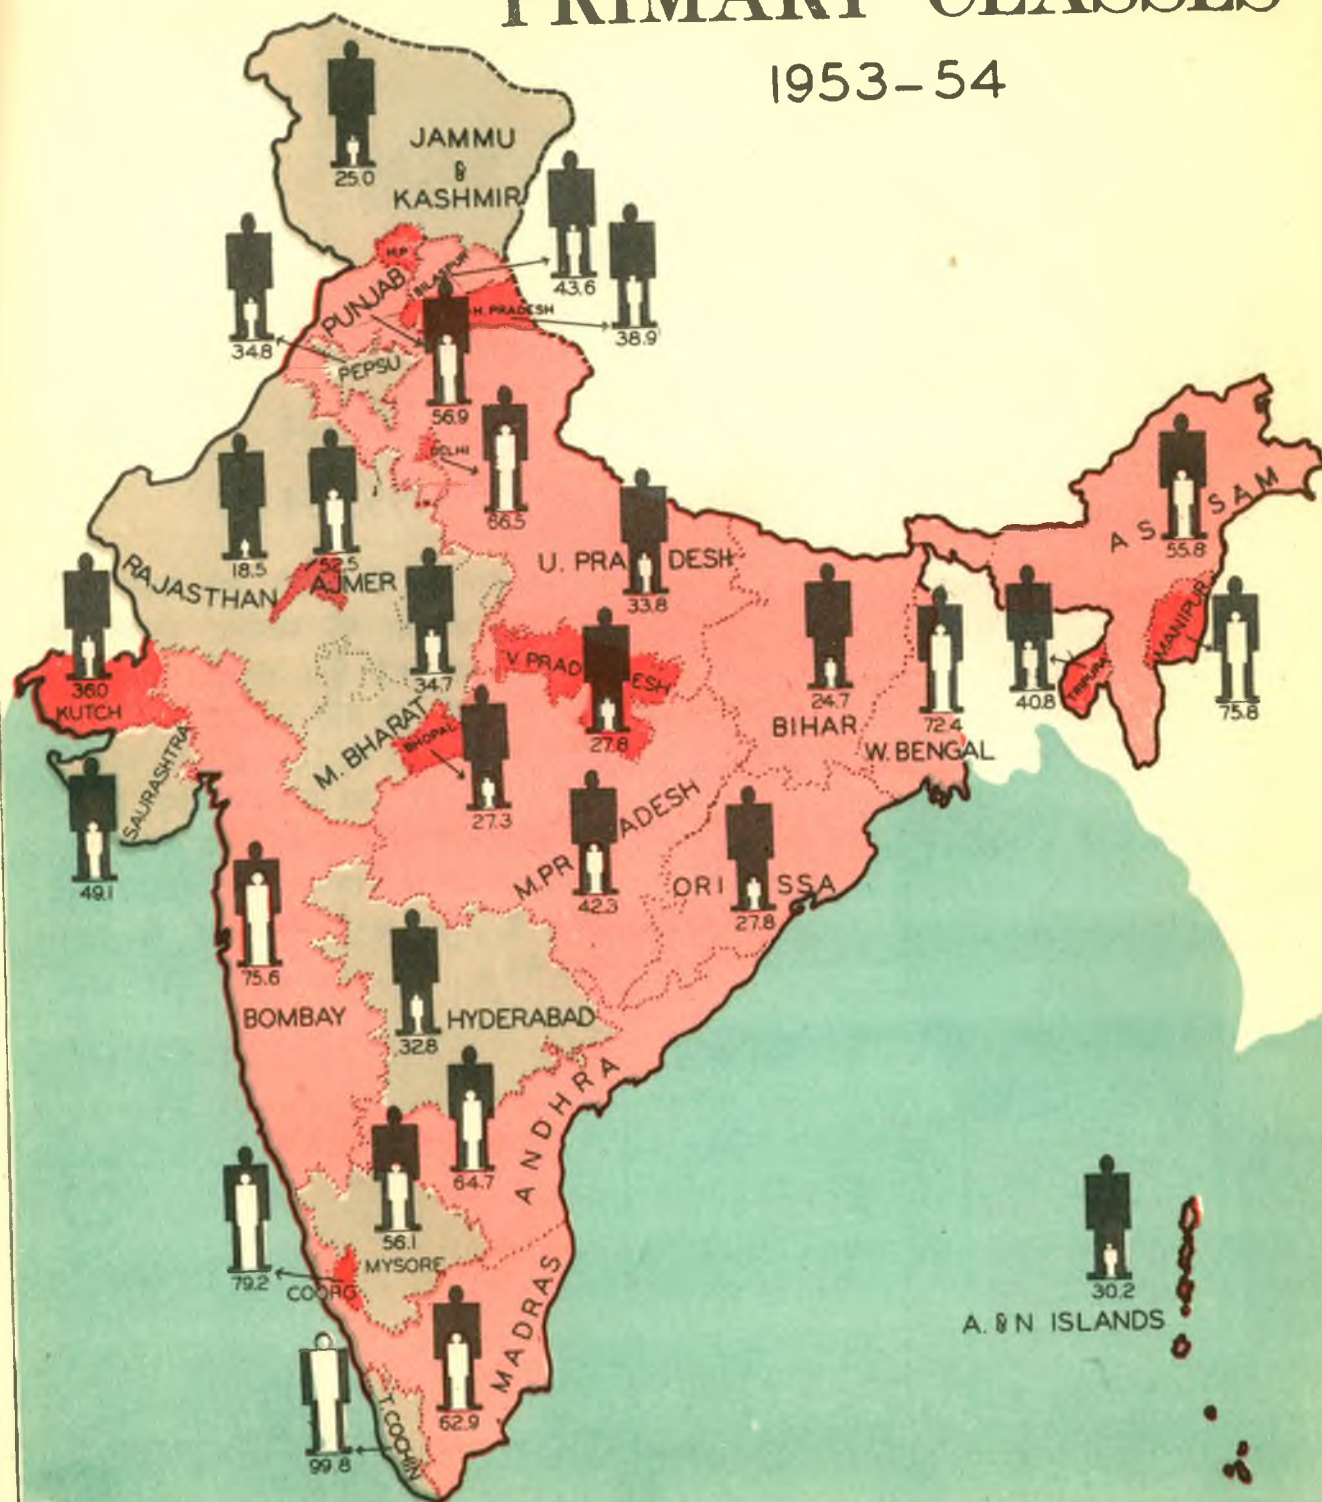 PRIMARY CLASSES
1953-54
JAMMU
&
KASHMIR
25.0
H.P.
BILASPUR
43.6
PUNJAB
H. PRADESH
38.9
34.8
PEPSU
56.9
DELHI
66.5
18.5
52.5
RAJASTHAN
AJMER
U. PRADESH
33.8
ASSAM
55.8
34.7
36.0
KUTCH
V. PRADESH
27.8
24.7
BIHAR
72.4
W. BENGAL
40.8
TRIPURA
MANIPUR
75.8
M. BHARAT
BHOPAL
27.3
SAURASHTRA
49.1
M. PRADESH
42.3
ORISSA
27.8
75.6
BOMBAY
32.8
HYDERABAD
ANDHRA
64.7
56.1
MYSORE
79.2
COORG
30.2
A. & N ISLANDS
MADRAS
62.9
T. COCHIN
99.8